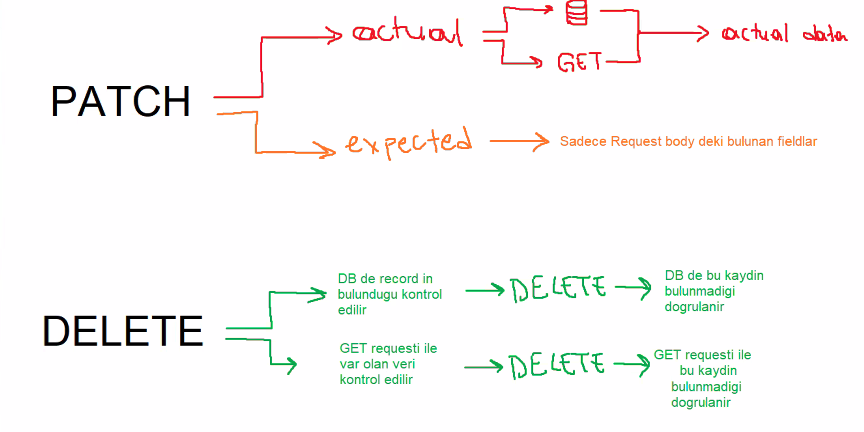 PATCH
actual
GET
actual data
expected
Sadece Request body deki bulunan fieldlar
DELETE
DB de record in
bulundugu kontrol
edilir
DELETE
DB de bu kaydin
bulunmadigi
dogrulanir
GET requesti ile
var olan veri
kontrol edilir
DELETE
GET requesti ile
bu kaydin
bulunmadigi
dogrulanir